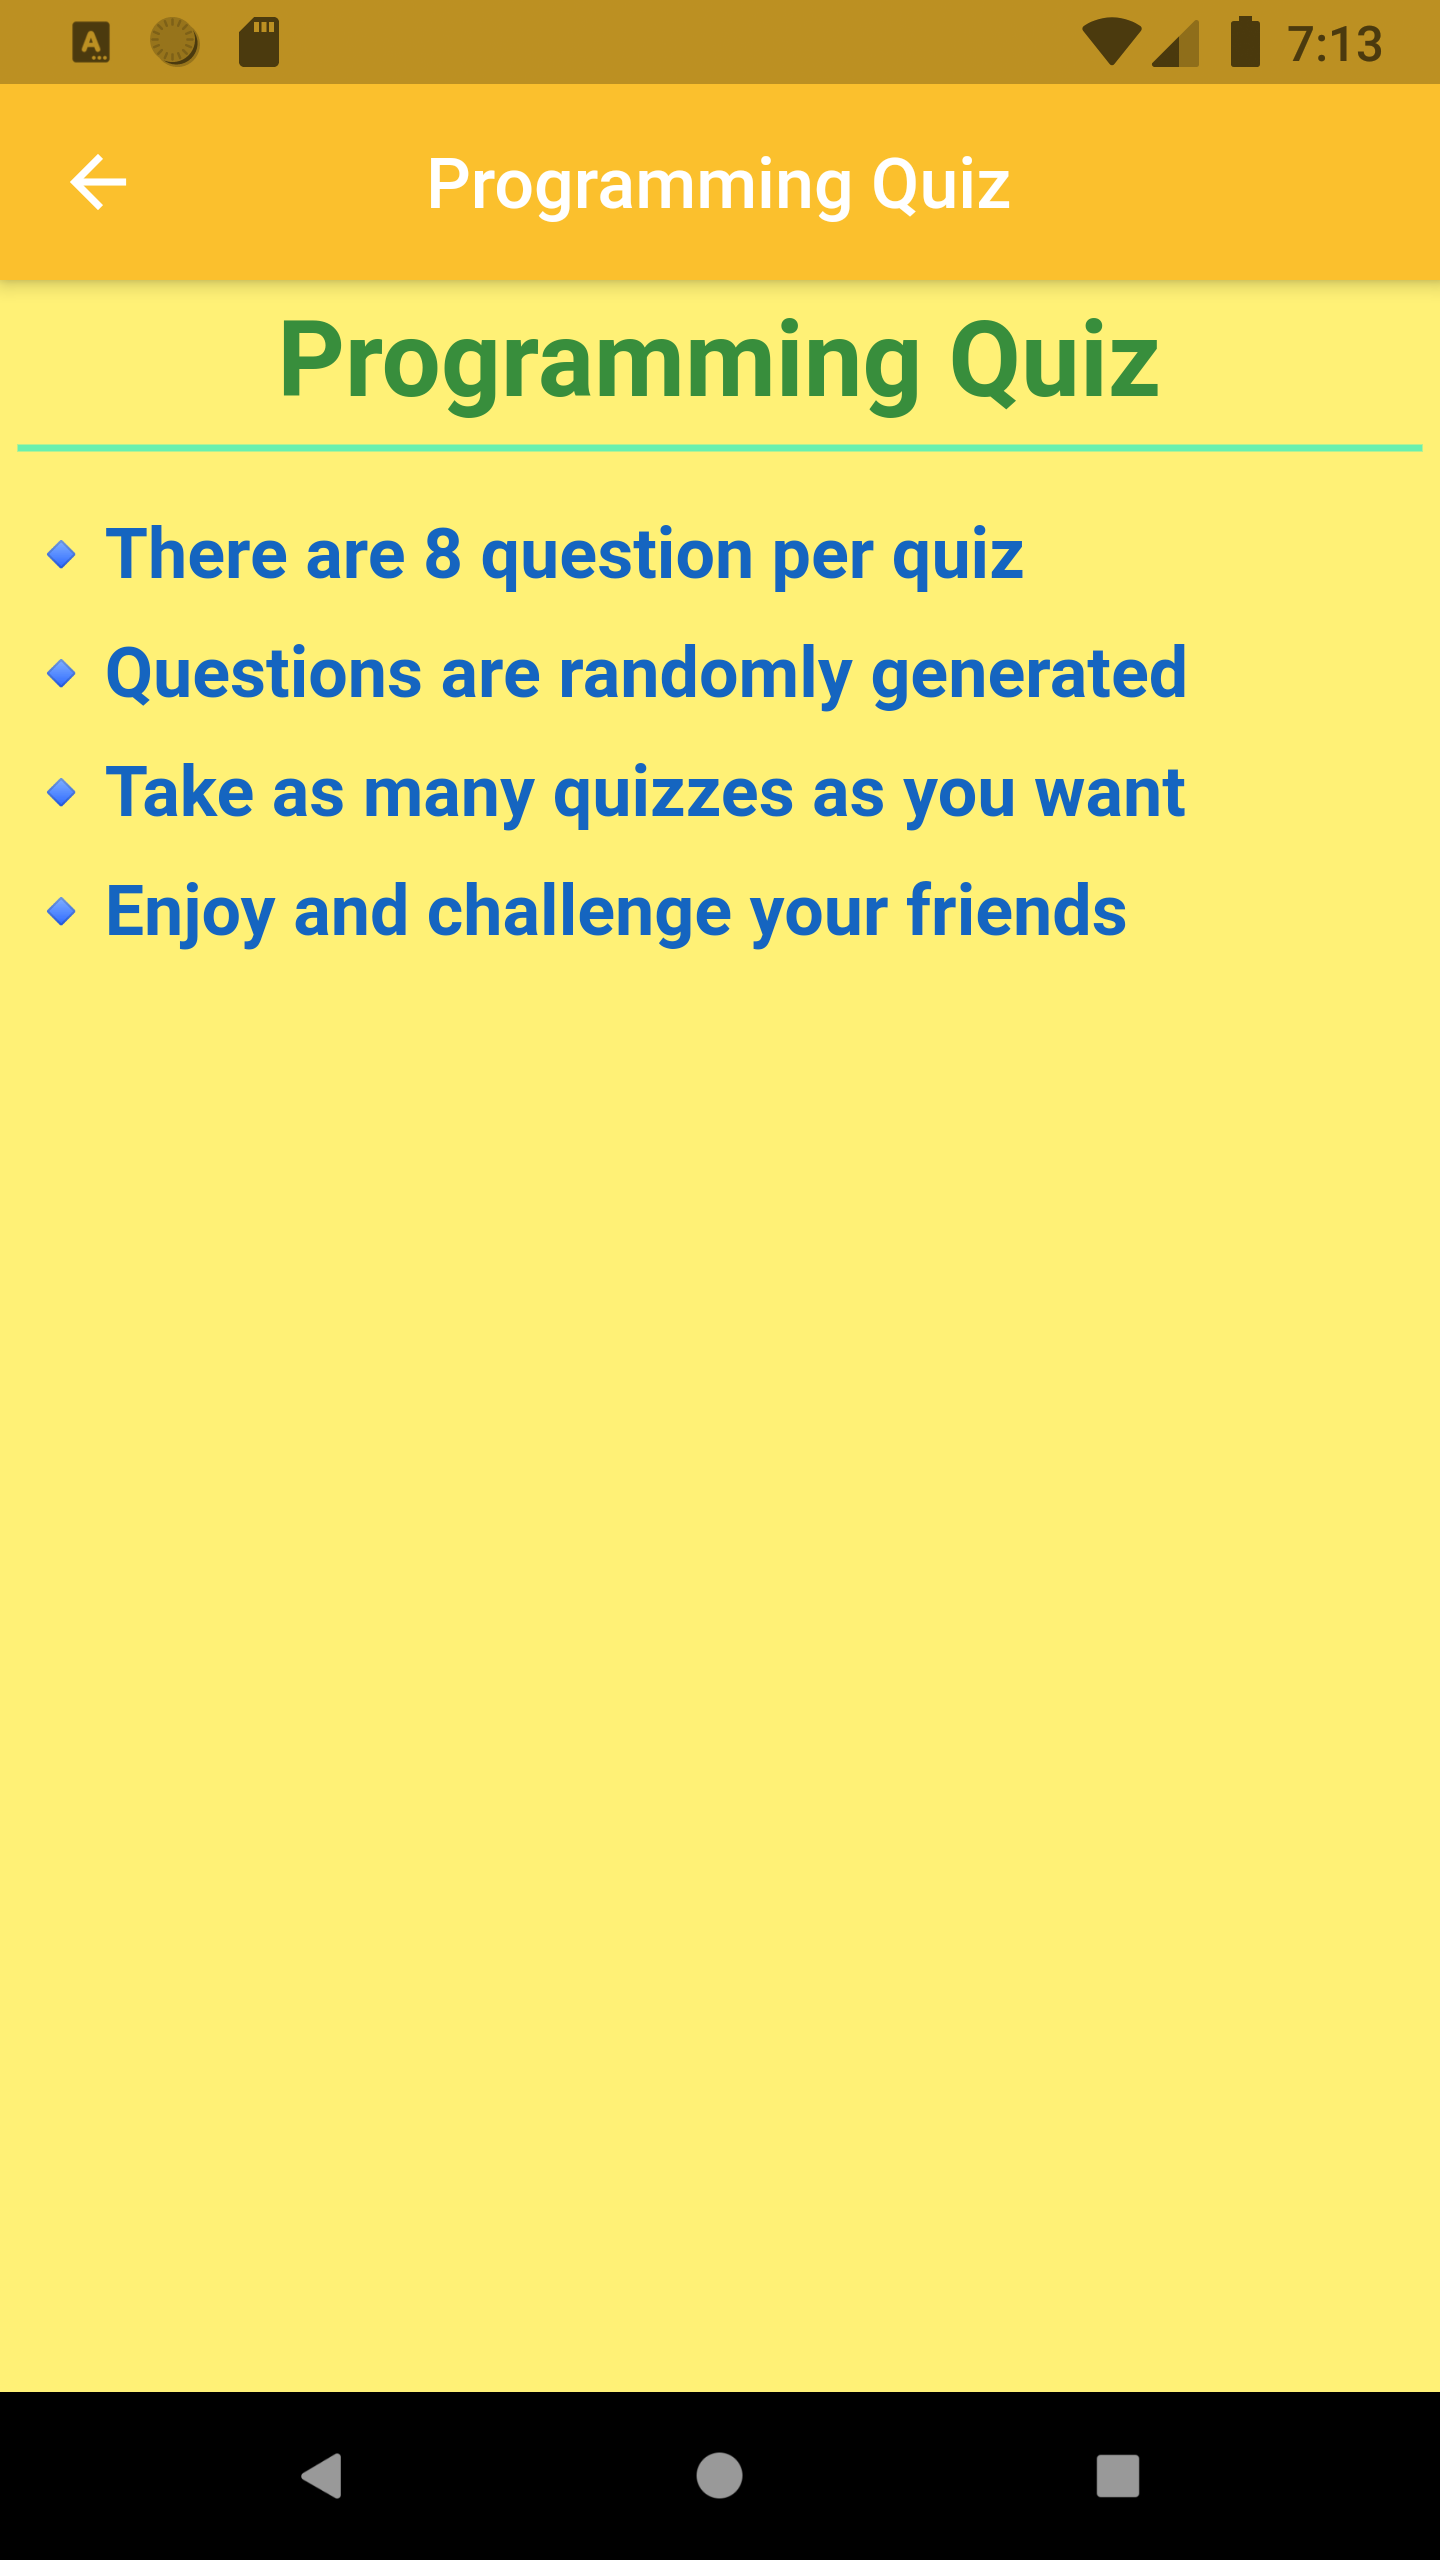 7:13
Programming Quiz
Programming Quiz
🔹 There are 8 question per quiz
🔹 Questions are randomly generated
🔹 Take as many quizzes as you want
🔹 Enjoy and challenge your friends